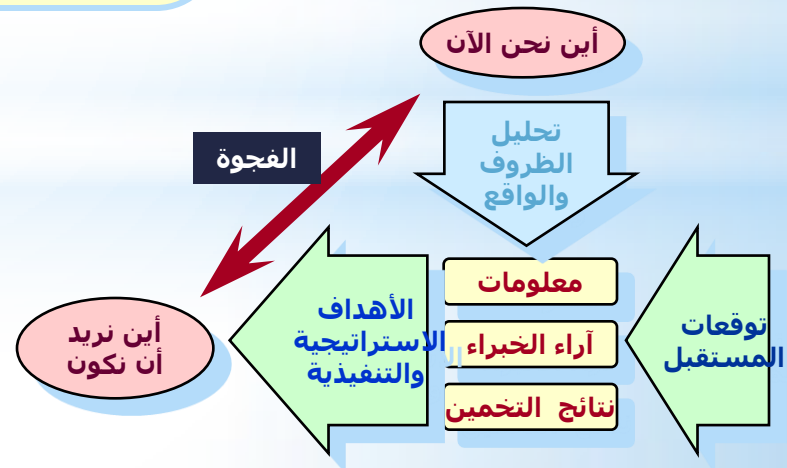 أين نحن الآن
تحليل
الظروف
والواقع
الفجوة
معلومات
آراء الخبراء
نتائج التخمين
توقعات
المستقبل
الأهداف
الاستراتيجية
والتنفيذية
أين نريد
أن نكون